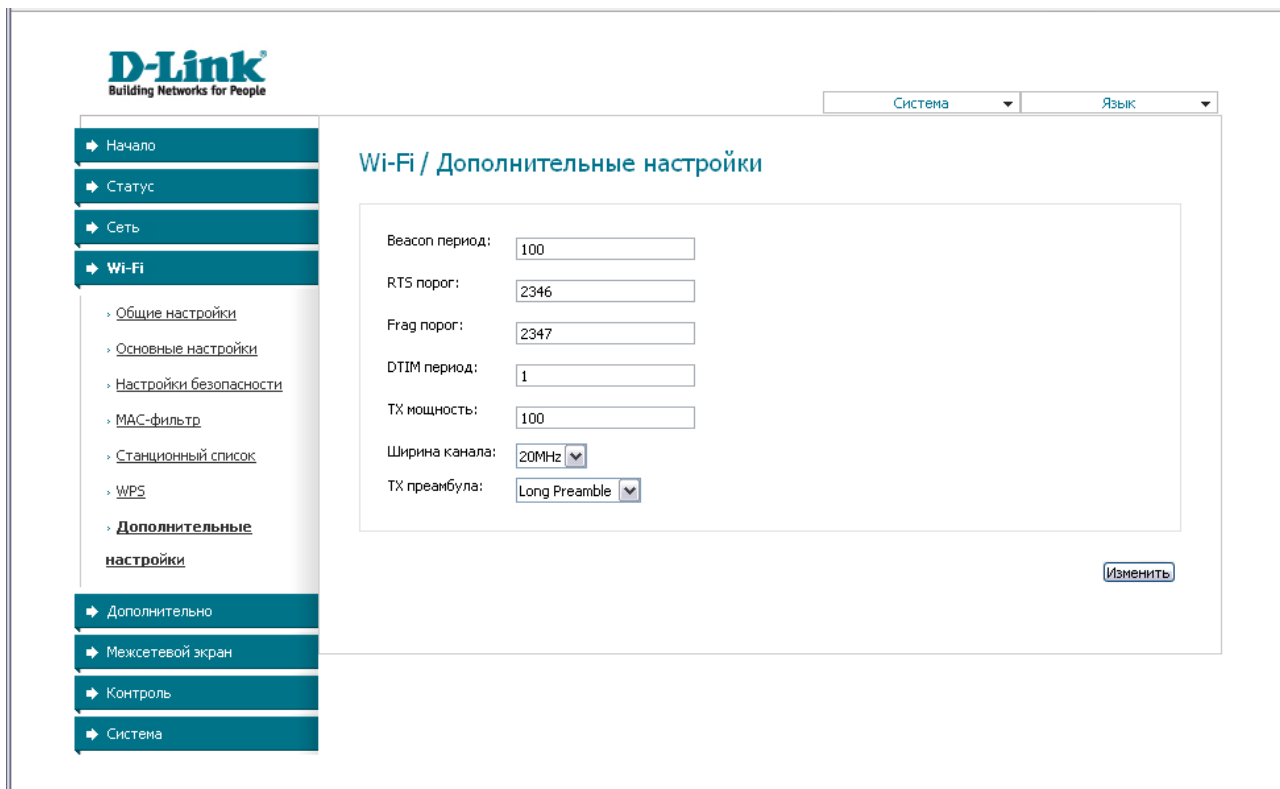 D-Link
Building Networks for People
Система
Язык
Начало
Статус
Сеть
Wi-Fi
Общие настройки
Основные настройки
Настройки безопасности
MAC-фильтр
Станционный список
WPS
Дополнительные
настройки
Дополнительно
Межсетевой экран
Контроль
Система
Wi-Fi / Дополнительные настройки
Beacon период: 100
RTS порог: 2346
Frag порог: 2347
DTIM период: 1
TX мощность: 100
Ширина канала: 20MHz
TX преамбула: Long Preamble
Изменить